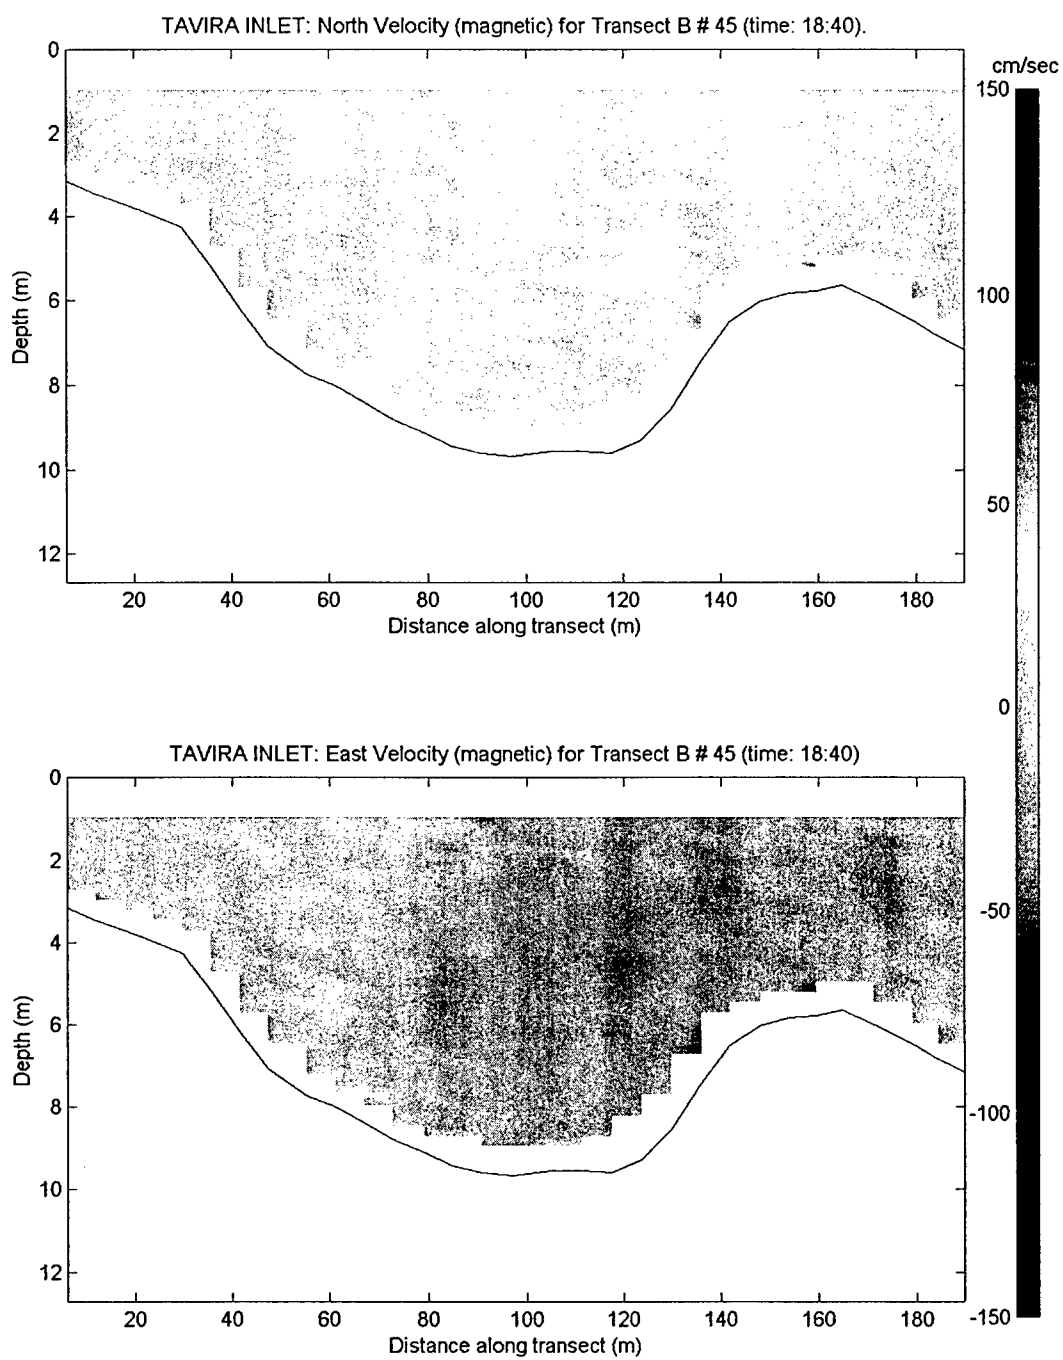 TAVIRA INLET: North Velocity (magnetic) for Transect B # 45 (time: 18:40).
cm/sec
0
2
4
6
8
10
12
Depth (m)
20 40 60 80 100 120 140 160 180
Distance along transect (m)
150
100
50
0
-50
-100
-150
TAVIRA INLET: East Velocity (magnetic) for Transect B # 45 (time: 18:40)
0
2
4
6
8
10
12
Depth (m)
20 40 60 80 100 120 140 160 180
Distance along transect (m)